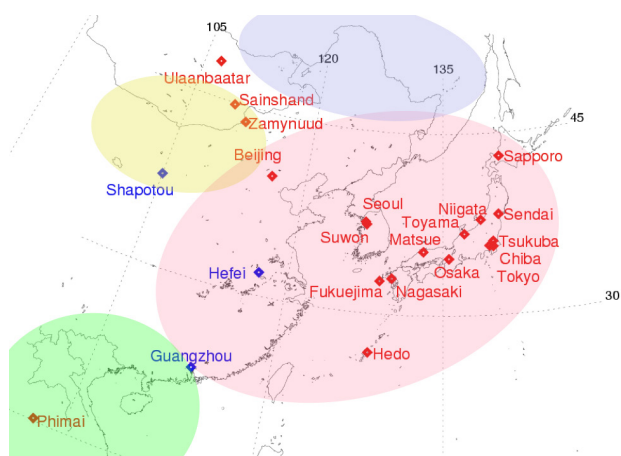 105
120
135
45
30
Ulaanbaatar
Sainshand
Zamynuud
Beijing
Shapotou
Sapporo
Seoul
Suwon
Niigata
Sendai
Toyama
Matsue
Tsukuba
Chiba
Tokyo
Osaka
Hefei
Fukuejima
Nagasaki
Hedo
Guangzhou
Phimai